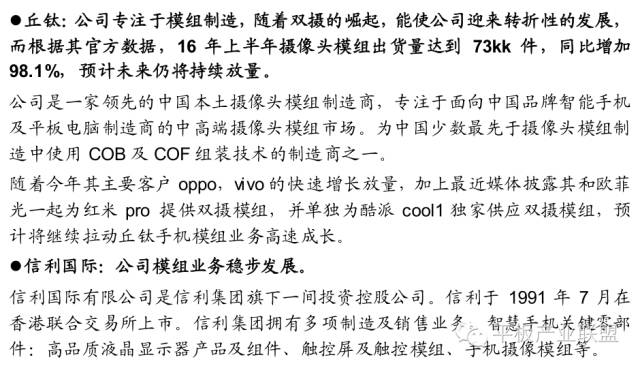 ●丘钛：公司专注于模组制造，随着双摄的崛起，能使公司迎来转折性的发展，
而根据其官方数据，16 年上半年摄像头模组出货量达到 73kk 件，同比增加
98.1%，预计未来仍将持续放量。
公司是一家领先的中国本土摄像头模组制造商，专注于面向中国品牌智能手机
及平板电脑制造商的中高端摄像头模组市场。为中国少数最先于摄像头模组制
造中使用 COB 及 COF 组装技术的制造商之一。
随着今年其主要客户 oppo，vivo 的快速增长放量，加上最近媒体披露其和欧菲
光一起为红米 pro 提供双摄模组，并单独为酷派 cool1 独家供应双摄模组，预
计将继续拉动丘钛手机模组业务高速成长。
●信利国际：公司模组业务稳步发展。
信利国际有限公司是信利集团旗下一间投资控股公司。信利于 1991 年 7 月在
香港联合交易所上市。信利集团拥有多项制造及销售业务 智慧手机关键零部
件：高品质液晶显示器产品及组件、触控屏及触控模组、手机摄像模组等。
平板产业联盟